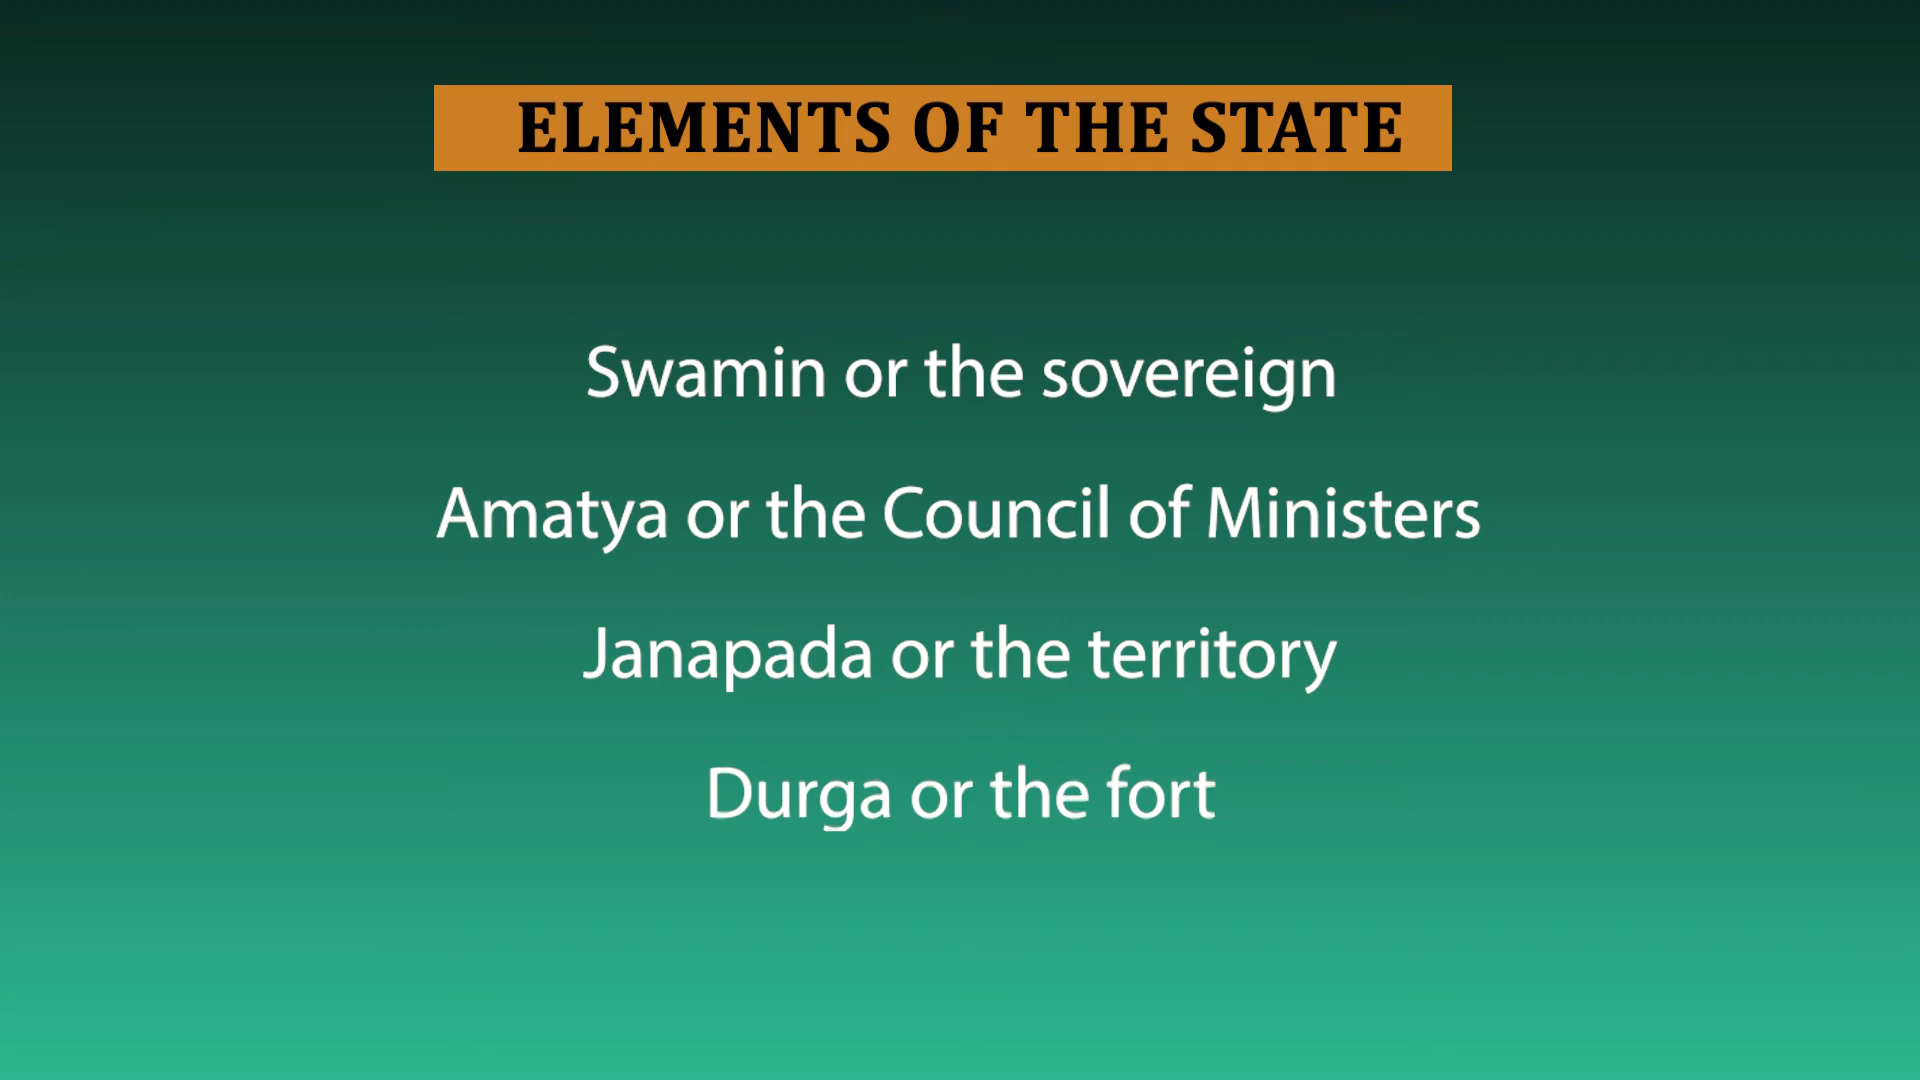 ELEMENTS OF THE STATE
Swamin or the sovereign
Amatya or the Council of Ministers
Janapada or the territory
Durga or the fort